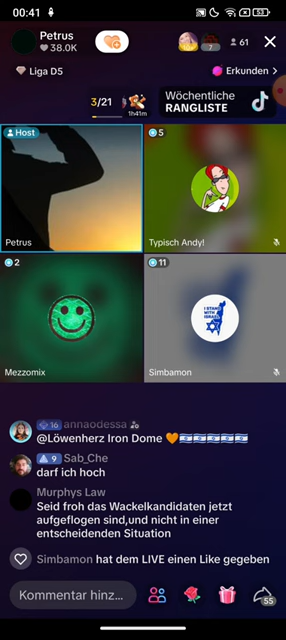 00:41
53
Petrus
38.0K
7
61
Liga D5
Erkunden >
3/21
1h41m
Wöchentliche
RANGLISTE
Host
5
Petrus
Typisch Andy!
2
11
I STAND
WITH
ISRAEL
Mezzomix
Simbamon
16 annaodessa
@Löwenherz Iron Dome 🧡🇮🇱🇮🇱🇮🇱🇮🇱🇮🇱
9 Sab_Che
darf ich hoch
Murphys Law
Seid froh das Wackelkandidaten jetzt
aufgeflogen sind,und nicht in einer
entscheidenden Situation
Simbamon hat dem LIVE einen Like gegeben
Kommentar hinz...
55